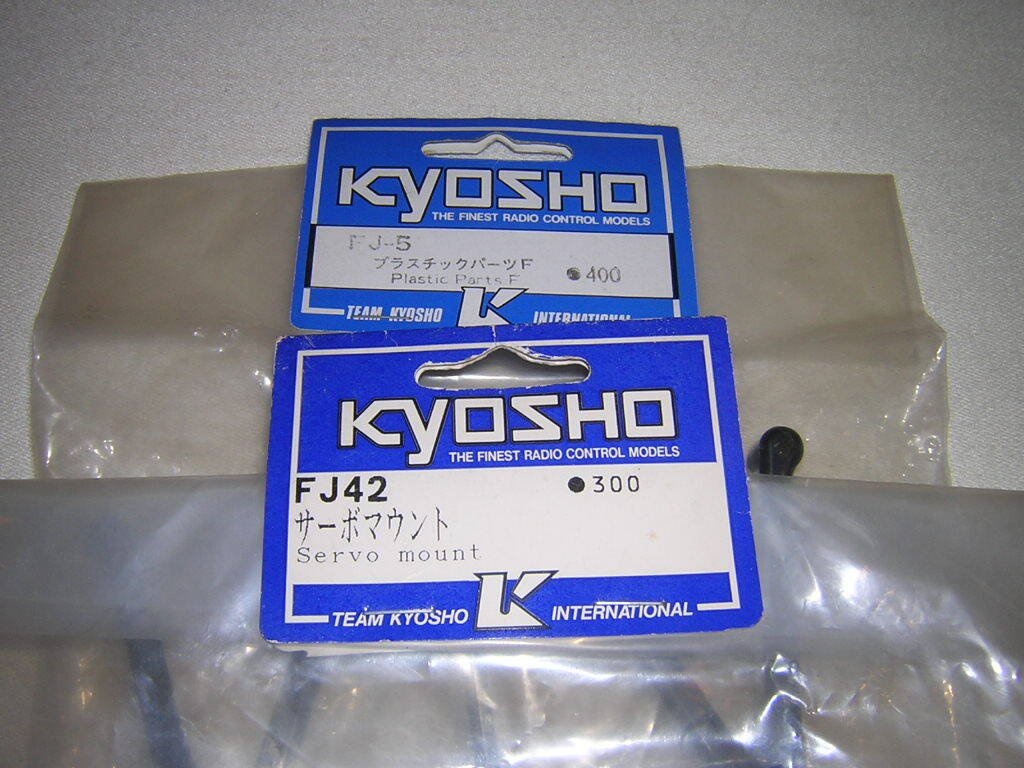 KYOSHO
THE FINEST RADIO CONTROL MODELS
FJ-5
プラスチックパーツF
Plastic Parts F
●400
TEAM KYOSHO K INTERNATIONAL
KYOSHO
THE FINEST RADIO CONTROL MODELS
FJ42 ●300
サーボマウント
Servo mount
TEAM KYOSHO K INTERNATIONAL